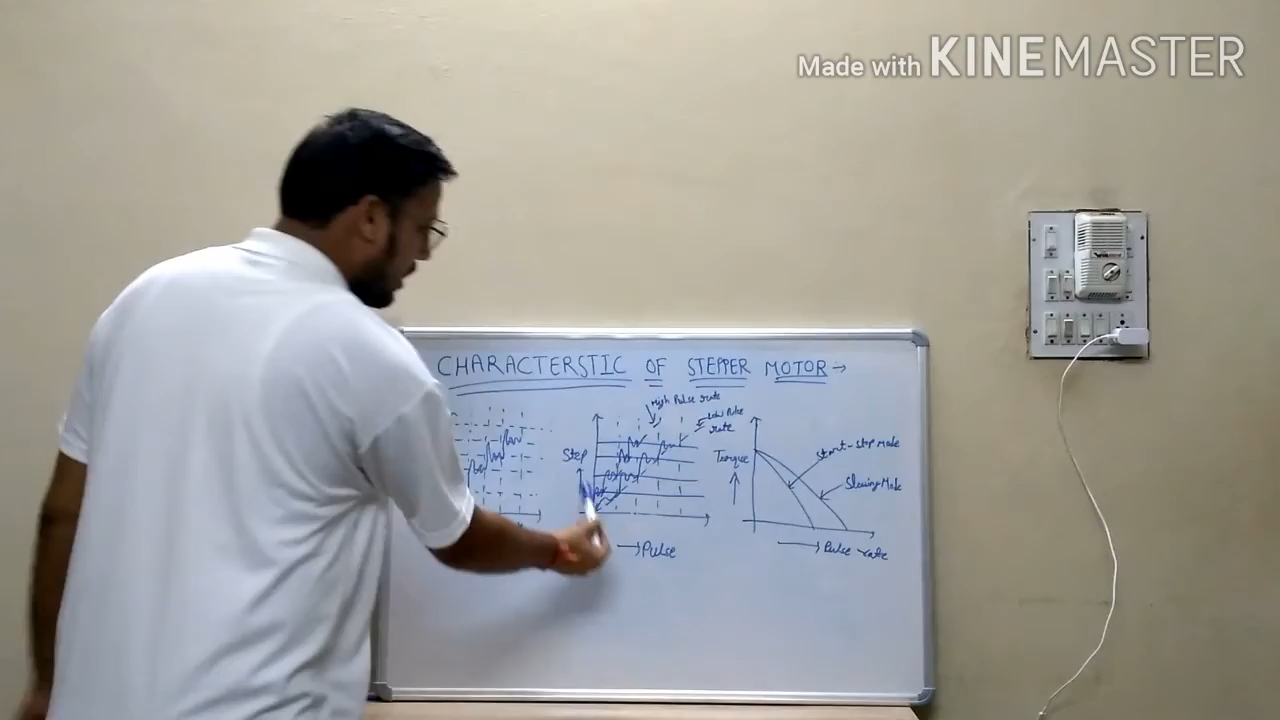 Made with KINEMASTER
CHARACTERSTIC OF STEPPER MOTOR →
High Pulse rate
Low Pulse
rate
Step
→ Pulse
Torque
Start-stop mode
Slewing Mode
→ Pulse rate